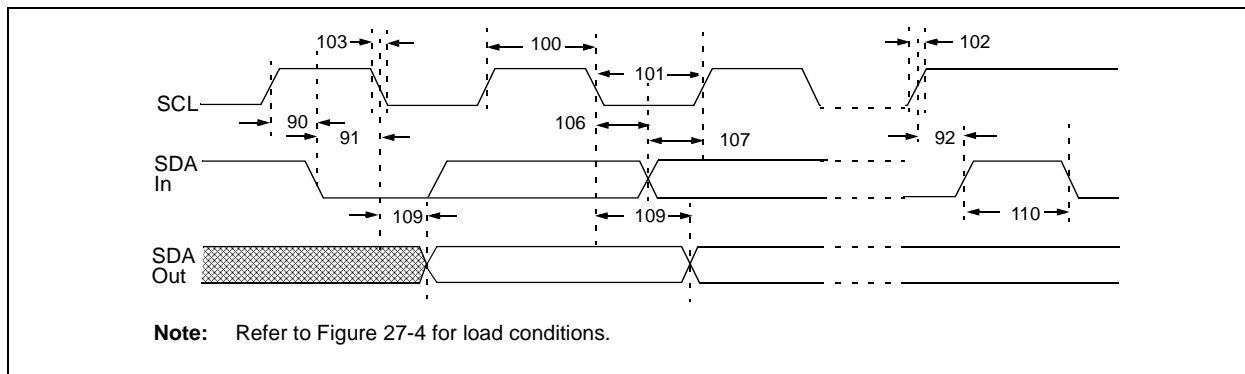 103
100
101
102
SCL
90
91
106
107
92
SDA
In
109
109
110
SDA
Out
Note: Refer to Figure 27-4 for load conditions.